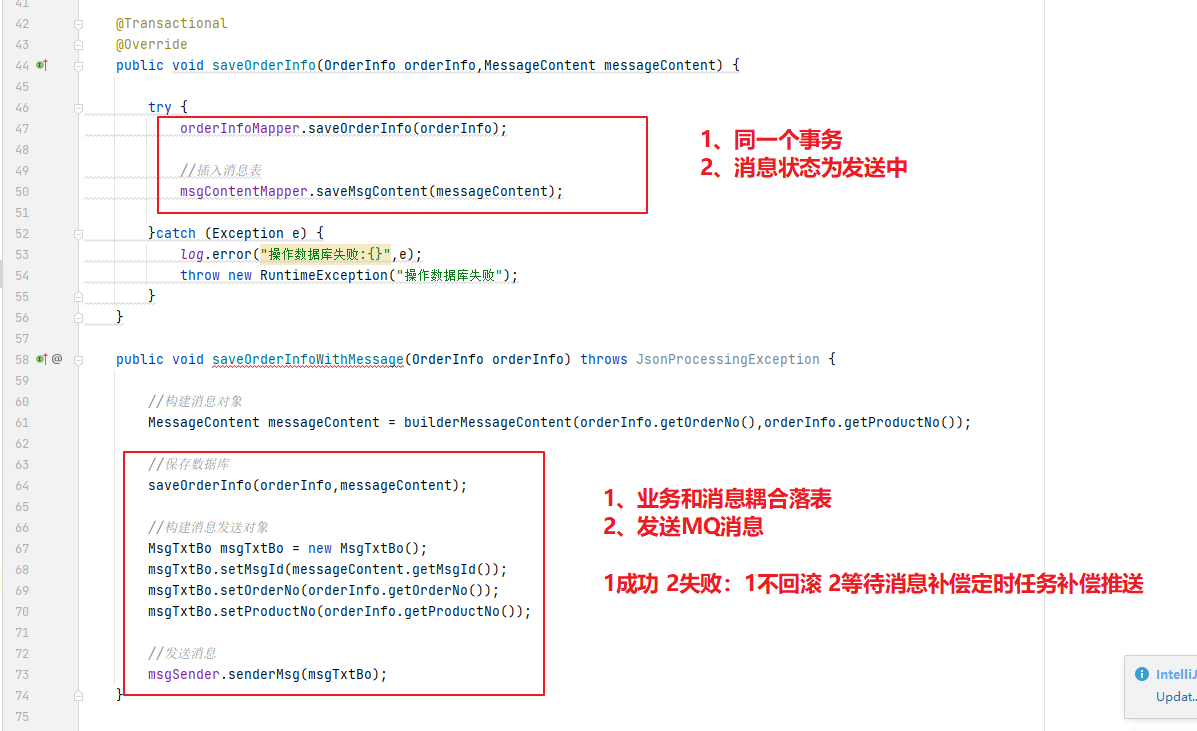 41
42 @Transactional
43 @Override
44 public void saveOrderInfo(OrderInfo orderInfo,MessageContent messageContent) {
45
46 try {
47 orderInfoMapper.saveOrderInfo(orderInfo);
1、同一个事务
48
49 //插入消息表
2、消息状态为发送中
50 msgContentMapper.saveMsgContent(messageContent);
51
52 }catch (Exception e) {
53 log.error("操作数据库失败:{}",e);
54 throw new RuntimeException("操作数据库失败");
55 }
56 }
57
58 @ public void saveOrderInfoWithMessage(OrderInfo orderInfo) throws JsonProcessingException {
59
60 //构建消息对象
61 MessageContent messageContent = builderMessageContent(orderInfo.getOrderNo(),orderInfo.getProductNo());
62
63 //保存数据库
64 saveOrderInfo(orderInfo,messageContent);
1、业务和消息耦合落表
65
66 //构建消息发送对象
2、发送MQ消息
67 MsgTxtBo msgTxtBo = new MsgTxtBo();
68 msgTxtBo.setMsgId(messageContent.getMsgId());
69 msgTxtBo.setOrderNo(orderInfo.getOrderNo());
1成功 2失败：1不回滚 2等待消息补偿定时任务补偿推送
70 msgTxtBo.setProductNo(orderInfo.getProductNo());
71
72 //发送消息
73 msgSender.senderMsg(msgTxtBo);
74 }
75
IntelliJ
Updat..